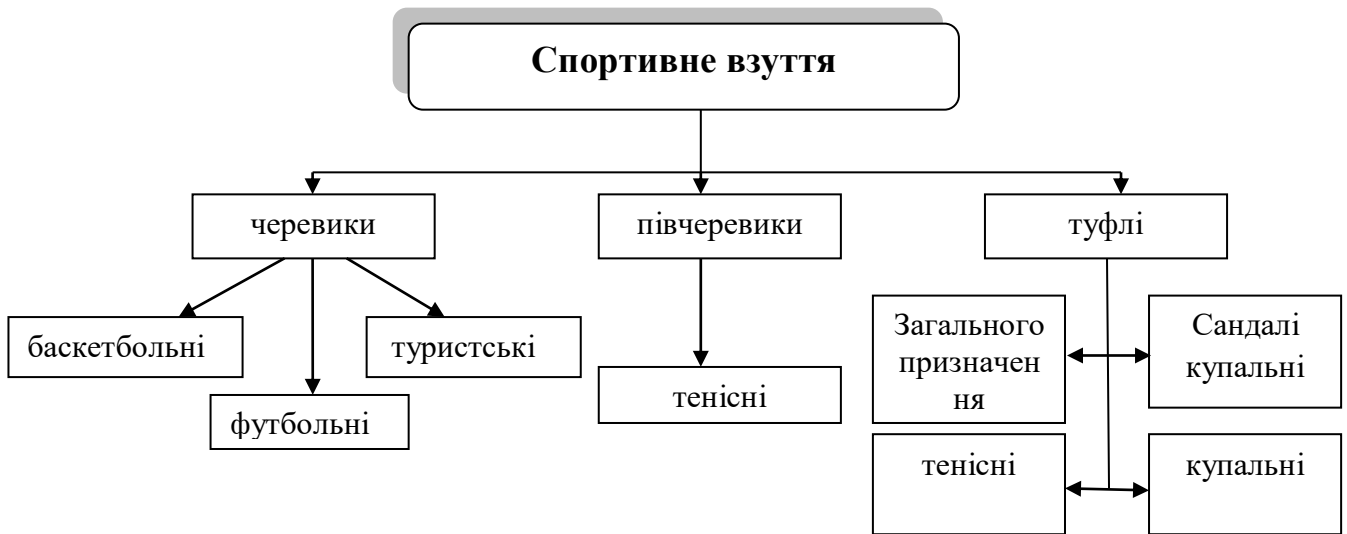 Спортивне взуття
черевики
півчеревики
туфлі
баскетбольні
туристські
футбольні
тенісні
Загального
призначен
ня
Сандалі
купальні
тенісні
купальні